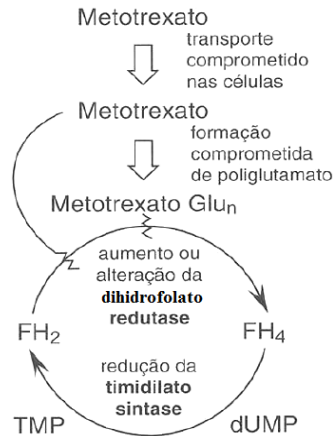 Metotrexato
transporte
comprometido
nas células
Metotrexato
formação
comprometida
de poliglutamato
Metotrexato Gluₙ
aumento ou
alteração da
dihidrofolato
redutase
FH₂
FH₄
redução da
timidilato
sintase
TMP
dUMP